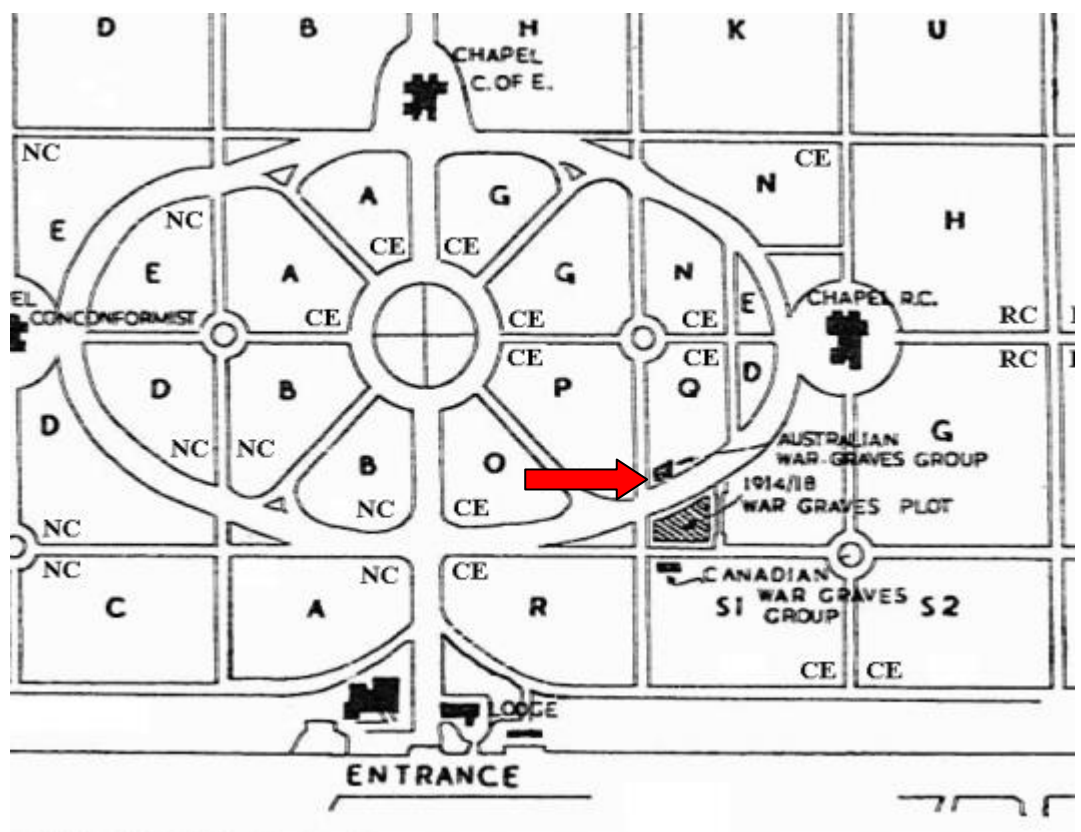 D B H K U
CHAPEL
C.OF E.
NC CE
N
A G
NC
E H
CE CE
E A G N
E
CHAPEL R.C.
EL
CONCONFORMIST CE CE CE RC
CE CE RC
D B P Q D
D G
AUSTRALIAN
WAR-GRAVES GROUP
NC NC
B O
1914/18
WAR GRAVES PLOT
NC CE
NC
NC NC CE
CANADIAN
WAR GRAVES
GROUP
C A R S1 S2
CE CE
LODGE
ENTRANCE